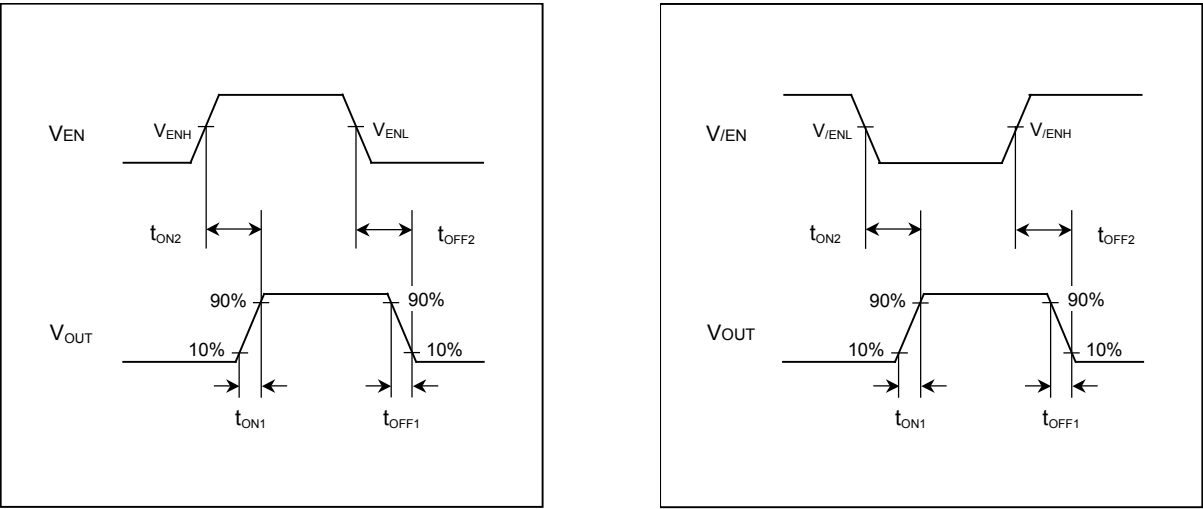 VEN
VENH
VENL
tON2
tOFF2
90%
90%
VOUT
10%
10%
tON1
tOFF1
V/EN
V/ENL
V/ENH
tON2
tOFF2
90%
90%
VOUT
10%
10%
tON1
tOFF1